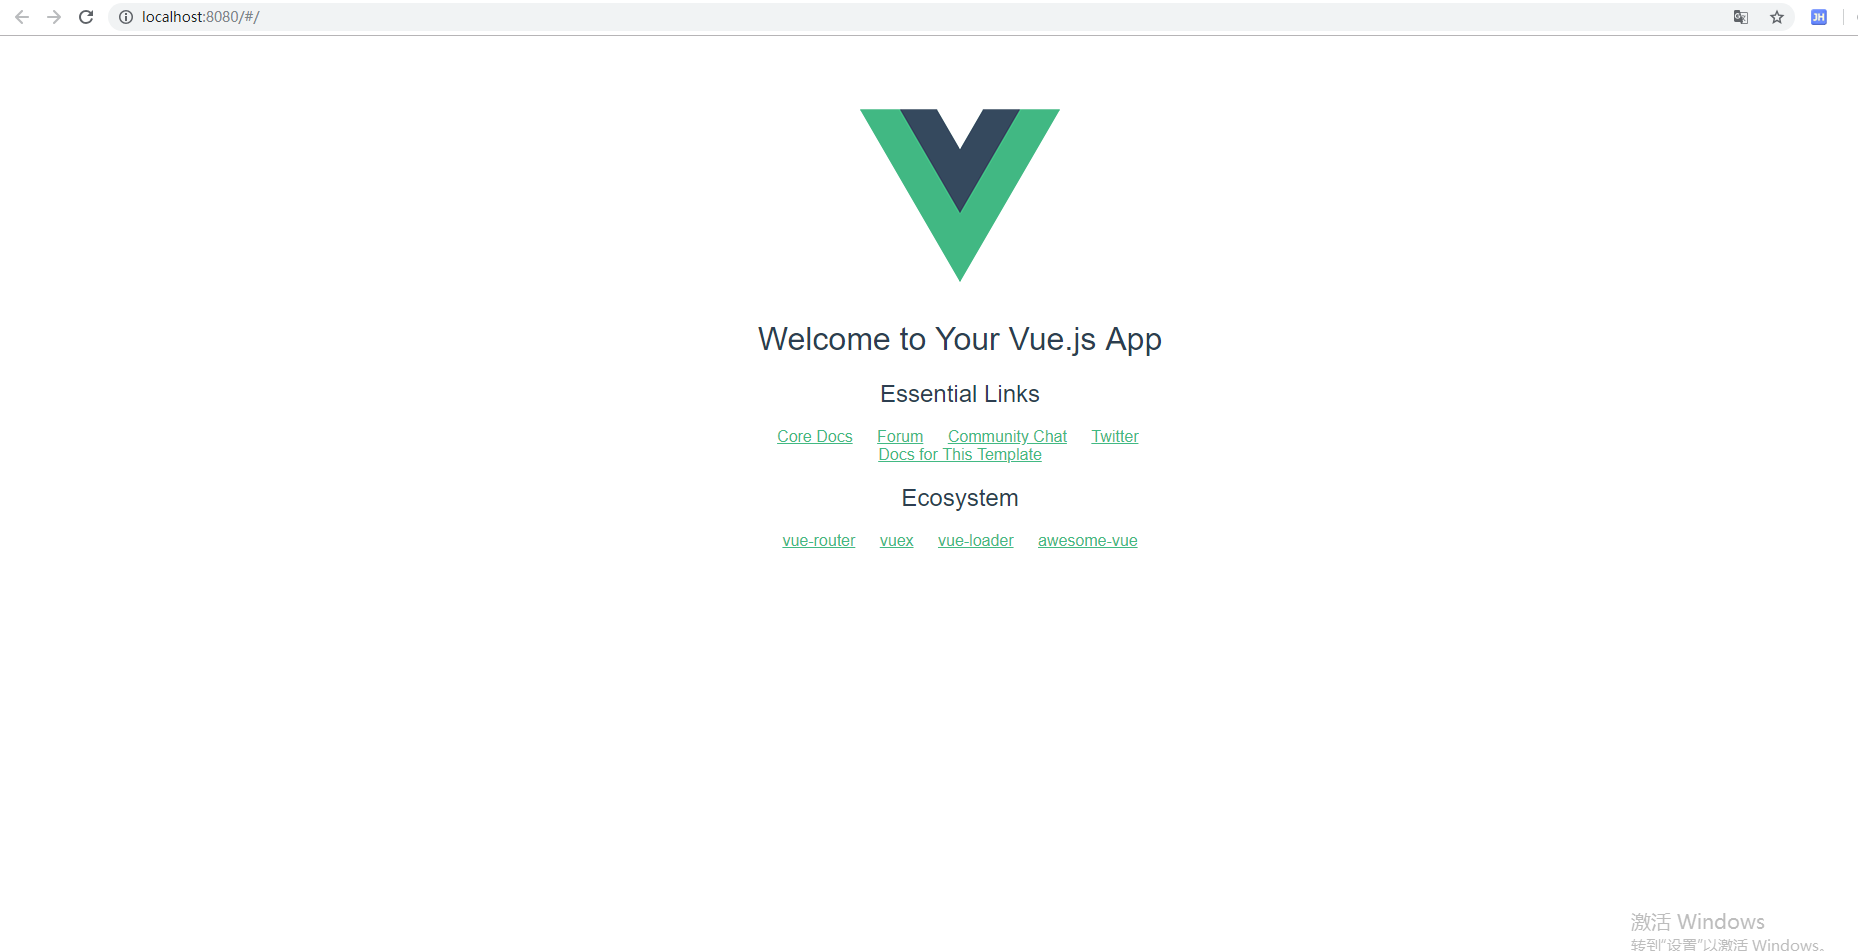 localhost:8080/#/
JH
Welcome to Your Vue.js App
Essential Links
Core Docs Forum Community Chat Twitter
Docs for This Template
Ecosystem
vue-router vuex vue-loader awesome-vue
激活 Windows
转到“设置”以激活 Windows。